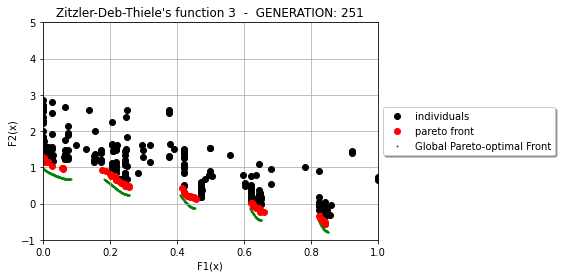 Zitzler-Deb-Thiele's function 3 - GENERATION: 251
5
4
3
2
1
0
−1
F2(x)
0.0 0.2 0.4 0.6 0.8 1.0
F1(x)
individuals
pareto front
Global Pareto-optimal Front